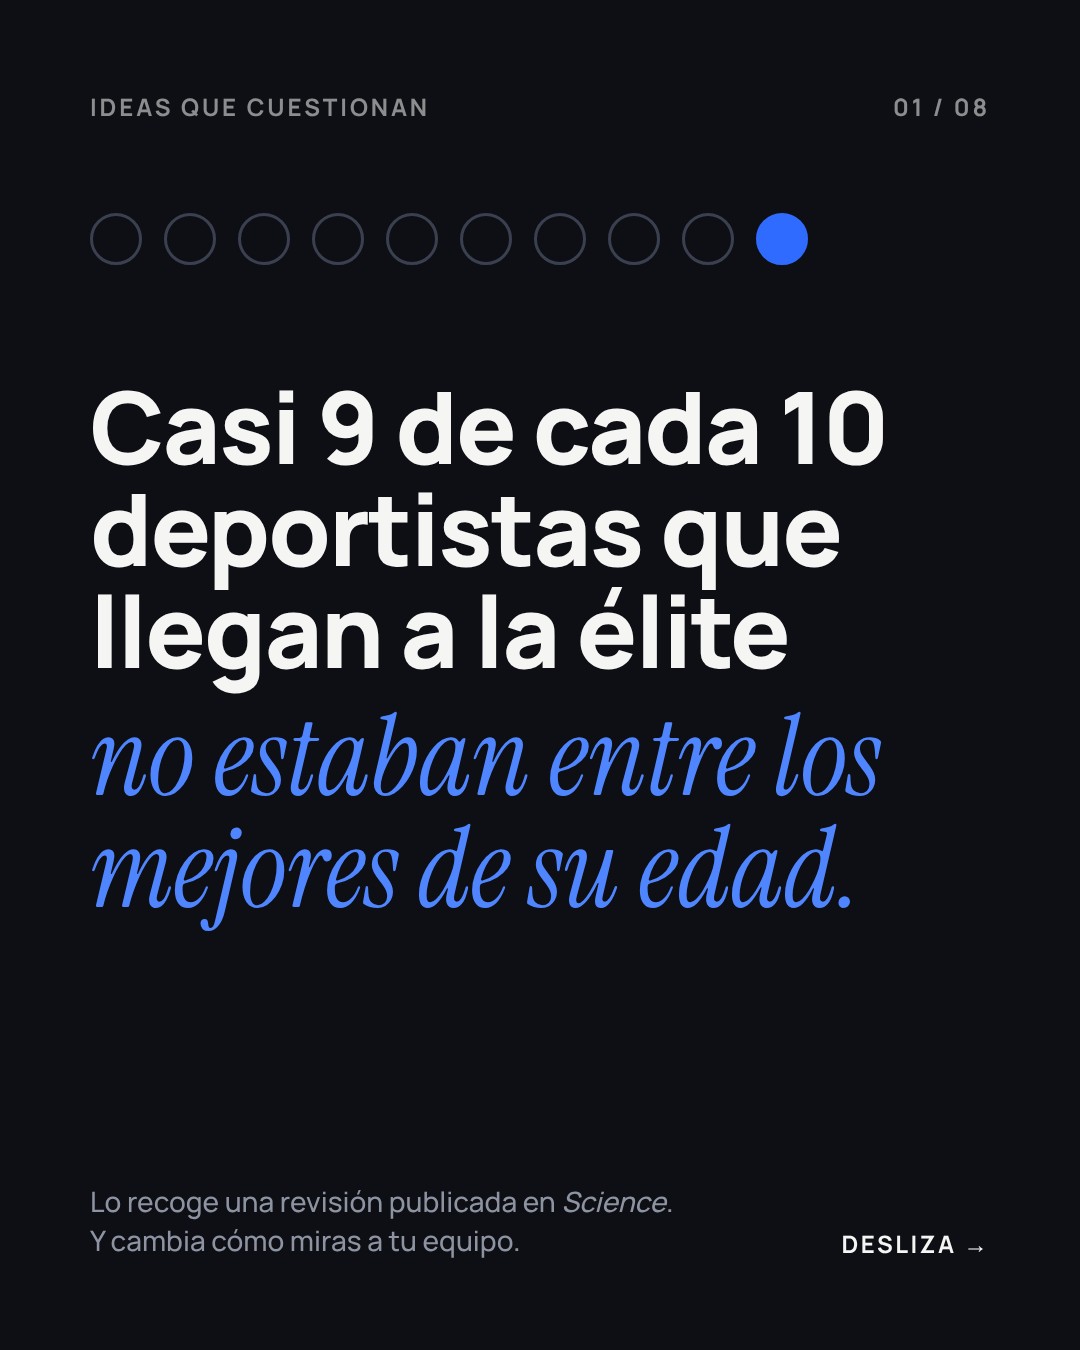 IDEAS QUE CUESTIONAN
01 / 08
Casi 9 de cada 10
deportistas que
llegan a la élite
no estaban entre los
mejores de su edad.
Lo recoge una revisión publicada en Science.
Y cambia cómo miras a tu equipo.
DESLIZA →